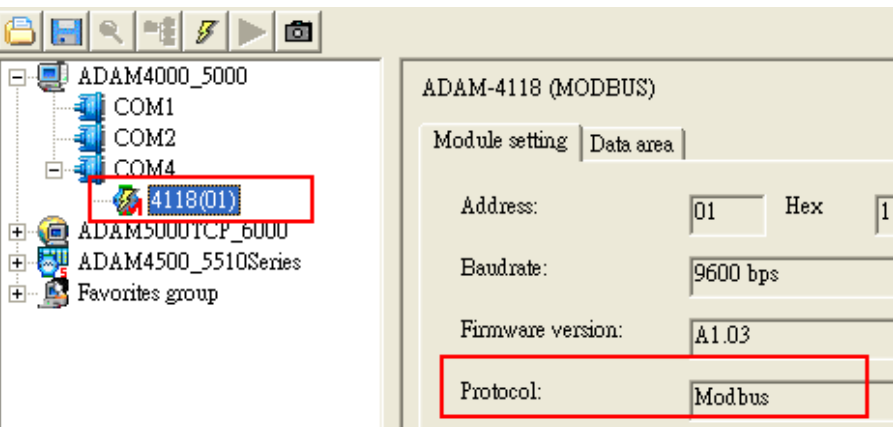 ADAM4000_5000
COM1
COM2
COM4
4118(01)
ADAM5000TCP_6000
ADAM4500_5510Series
Favorites group
ADAM-4118 (MODBUS)
Module setting Data area
Address: 01 Hex 1
Baudrate: 9600 bps
Firmware version: A1.03
Protocol: Modbus